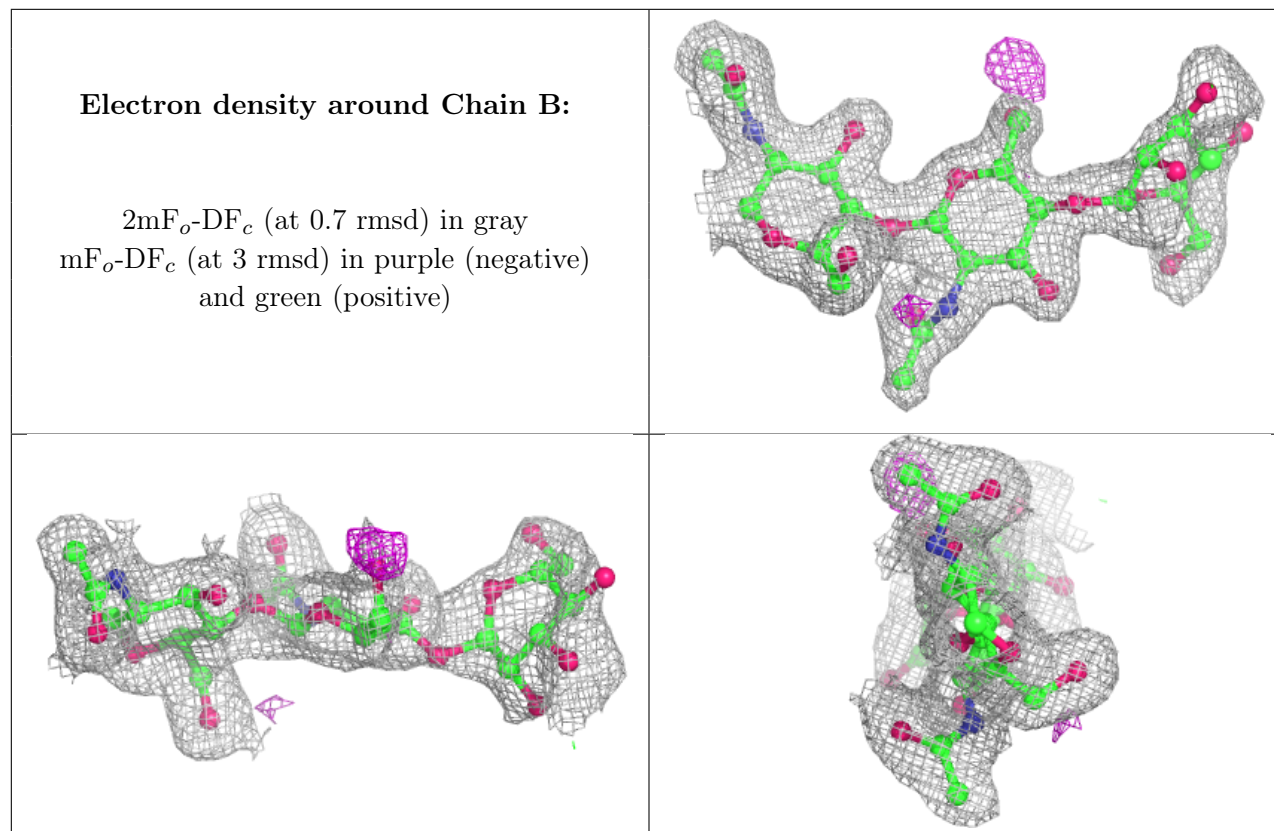 Electron density around Chain B:
2mFₒ-DF𝒸 (at 0.7 rmsd) in gray
mFₒ-DF𝒸 (at 3 rmsd) in purple (negative)
and green (positive)